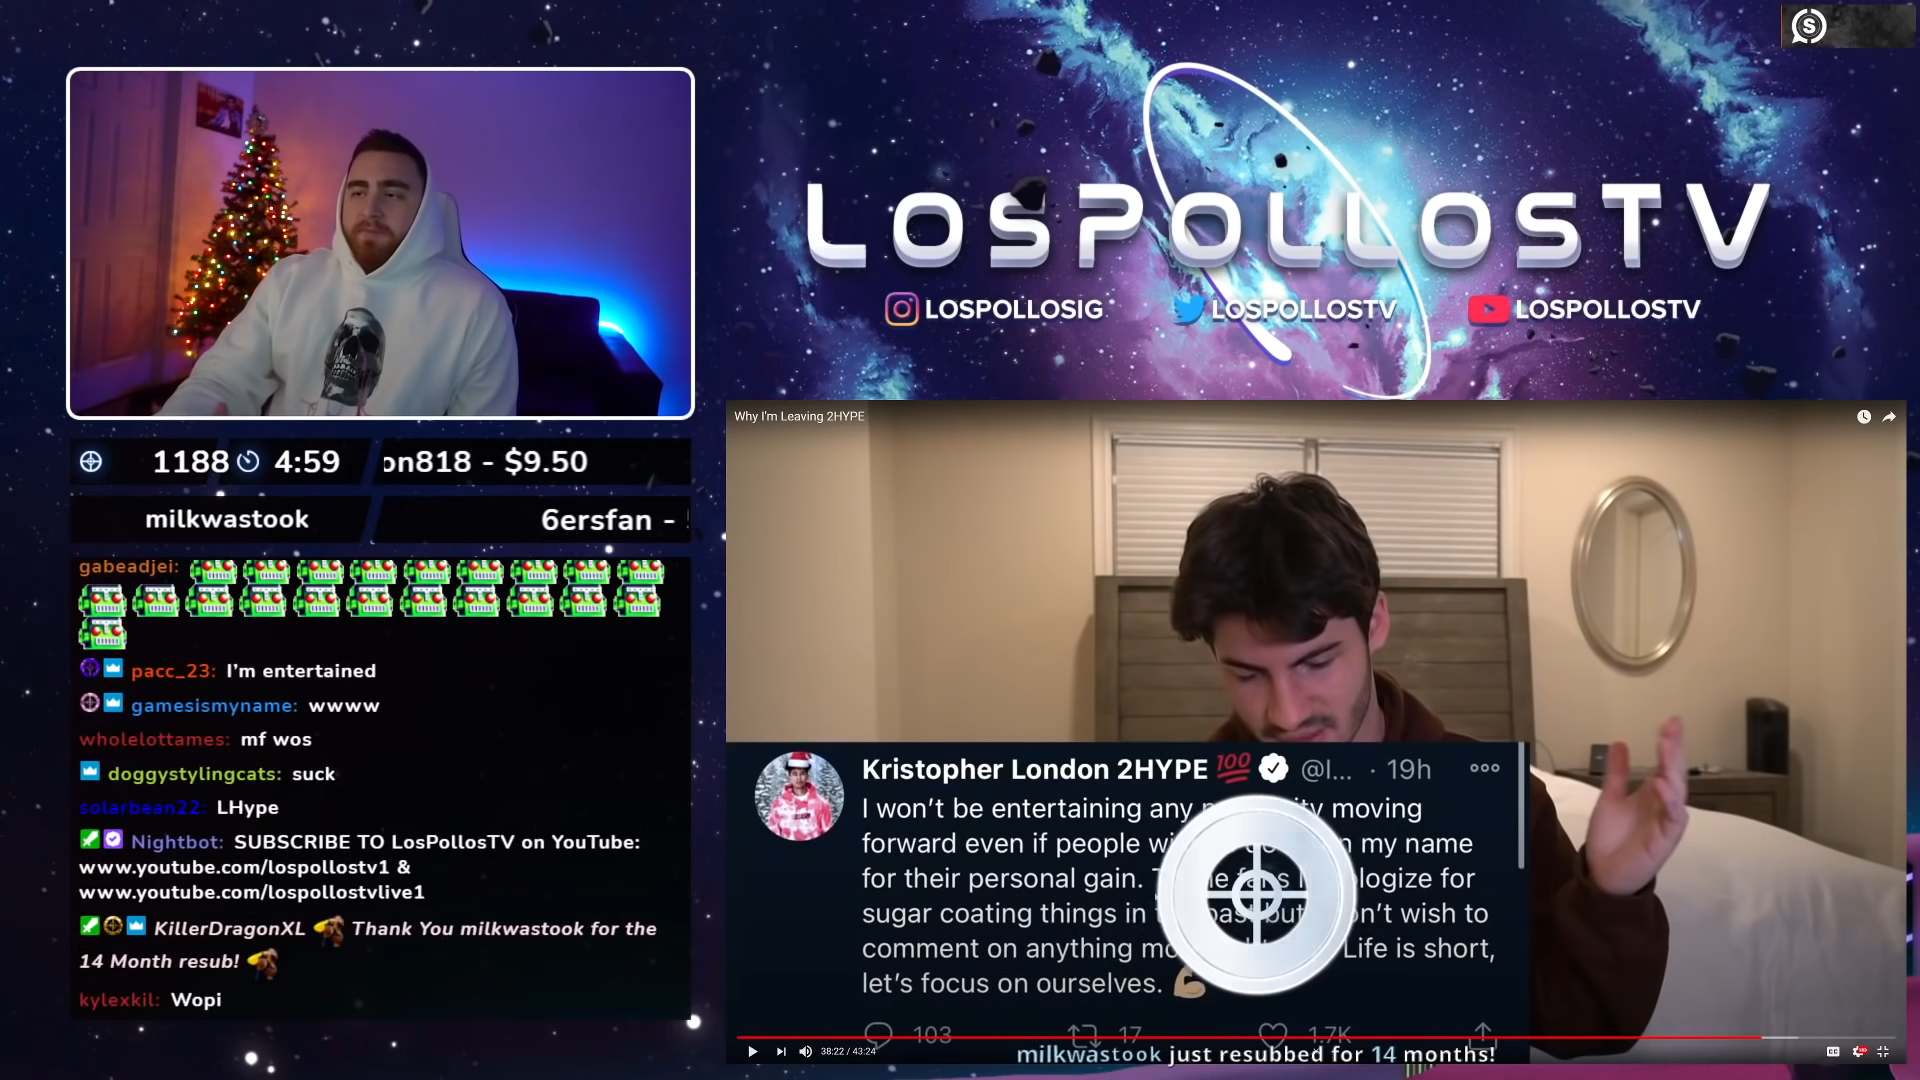 LOSPOLLOSTV
LOSPOLLOSIG
LOSPOLLOSTV
LOSPOLLOSTV
1188 4:59 on818 - $9.50
milkwastook 6ersfan -
gabeadjei:
pacc_23: I'm entertained
gamesismyname: wwww
wholelottames: mf wos
doggystylingcats: suck
solarbean22: LHype
Nightbot: SUBSCRIBE TO LosPollosTV on YouTube:
www.youtube.com/lospollostv1 &
www.youtube.com/lospollostvlive1
KillerDragonXL Thank You milkwastook for the
14 Month resub!
kylexkil: Wopi
Why I'm Leaving 2HYPE
Kristopher London 2HYPE 💯 @l... · 19h
I won't be entertaining any moving
forward even if people my name
for their personal gain. for
sugar coating things in but wish to
comment on anything Life is short,
let's focus on ourselves. 💪
103 17 1.7K
milkwastook just resubbed for 14 months!
38:22 / 43:24